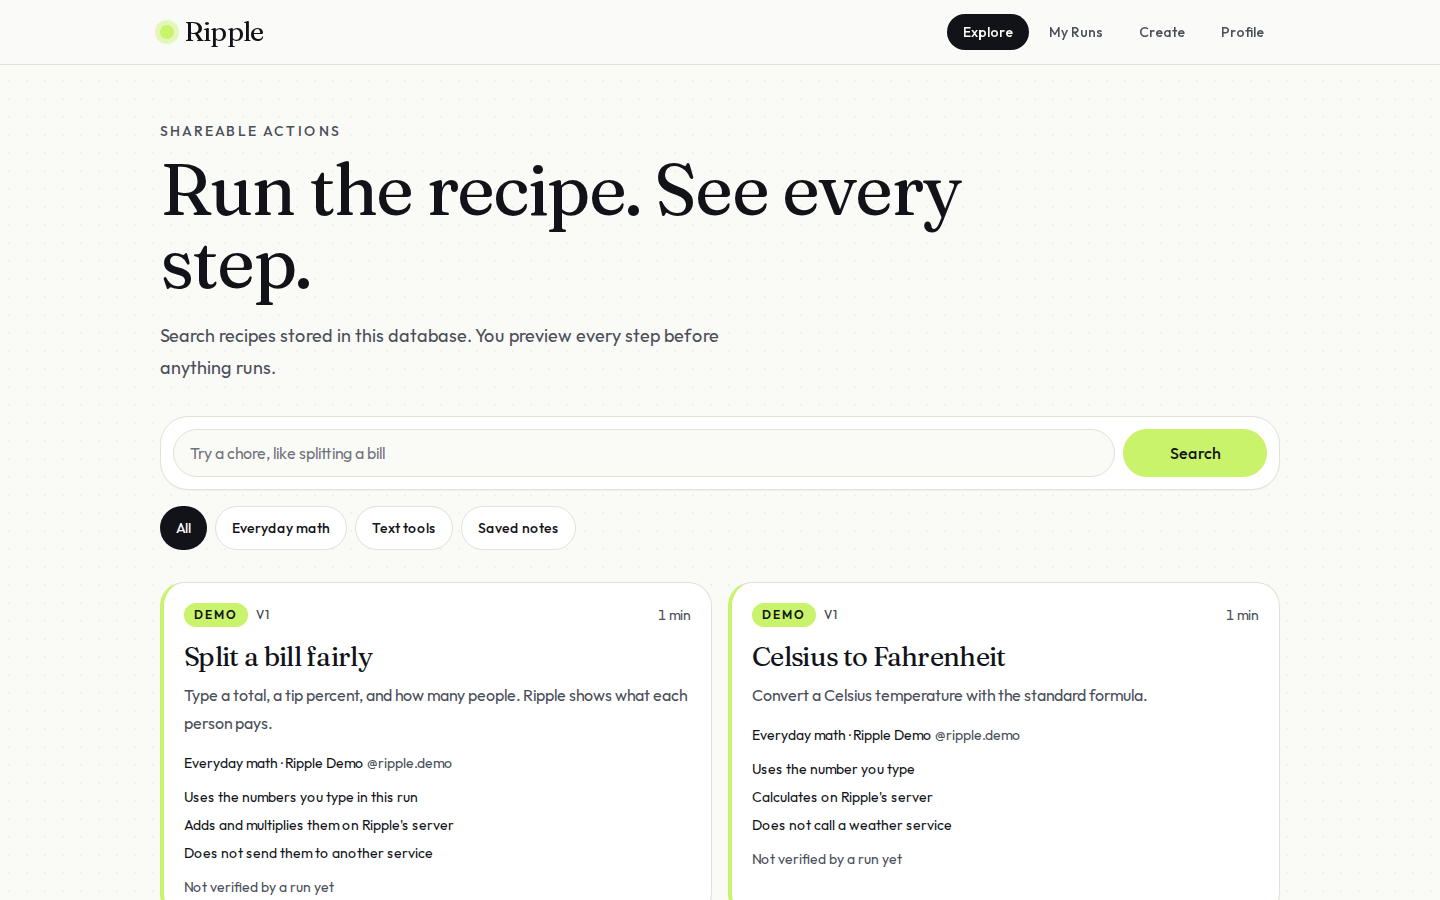 Ripple
Explore
My Runs
Create
Profile
SHAREABLE ACTIONS
Run the recipe. See every
step.
Search recipes stored in this database. You preview every step before
anything runs.
Try a chore, like splitting a bill
Search
All
Everyday math
Text tools
Saved notes
DEMO V1 1 min
Split a bill fairly
Type a total, a tip percent, and how many people. Ripple shows what each
person pays.
Everyday math · Ripple Demo @ripple.demo
Uses the numbers you type in this run
Adds and multiplies them on Ripple's server
Does not send them to another service
Not verified by a run yet
DEMO V1 1 min
Celsius to Fahrenheit
Convert a Celsius temperature with the standard formula.
Everyday math · Ripple Demo @ripple.demo
Uses the number you type
Calculates on Ripple's server
Does not call a weather service
Not verified by a run yet